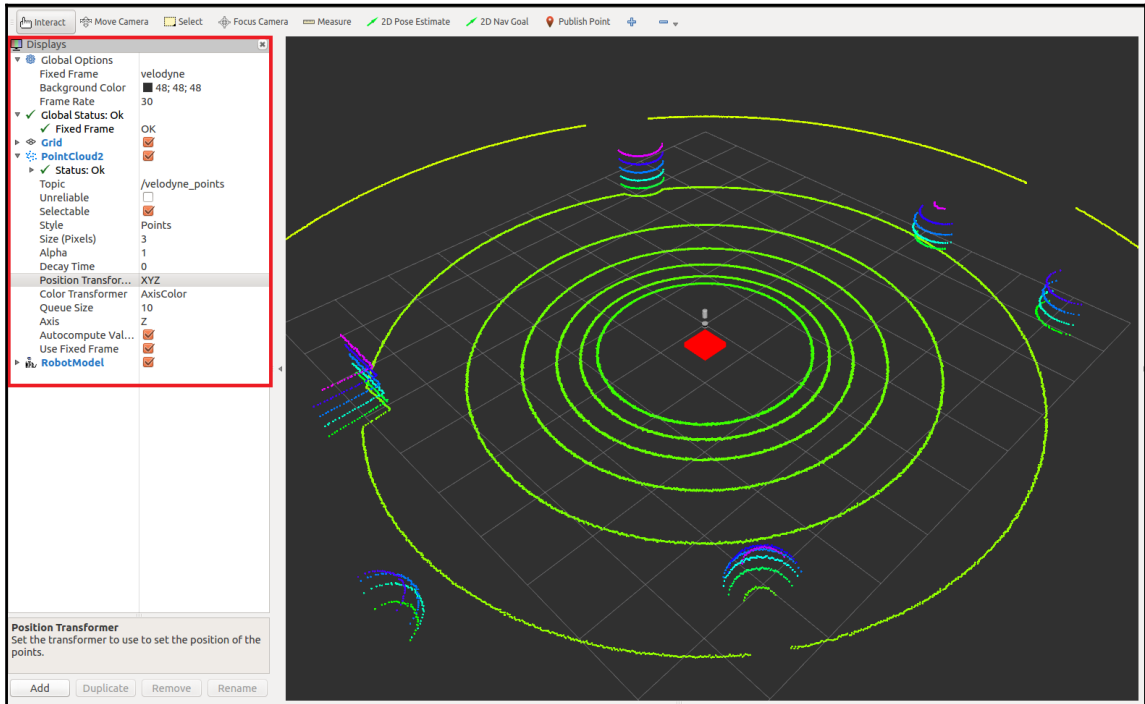 Interact Move Camera Select Focus Camera Measure 2D Pose Estimate 2D Nav Goal Publish Point
Displays
Global Options
Fixed Frame velodyne
Background Color 48; 48; 48
Frame Rate 30
Global Status: Ok
Fixed Frame OK
Grid
PointCloud2
Status: Ok
Topic /velodyne_points
Unreliable
Selectable
Style Points
Size (Pixels) 3
Alpha 1
Decay Time 0
Position Transfor... XYZ
Color Transformer AxisColor
Queue Size 10
Axis Z
Autocompute Val...
Use Fixed Frame
RobotModel
Position Transformer
Set the transformer to use to set the position of the
points.
Add Duplicate Remove Rename